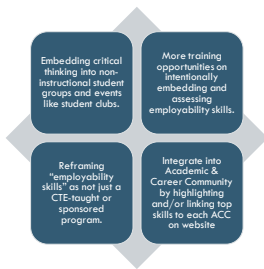 Embedding critical
thinking into non-
instructional student
groups and events
like student clubs.
More training
opportunities on
intentionally
embedding and
assessing
employability skills.
Reframing
"employability
skills" as not just a
CTE-taught or
sponsored
program.
Integrate into
Academic &
Career Community
by highlighting
and/or linking top
skills to each ACC
on website